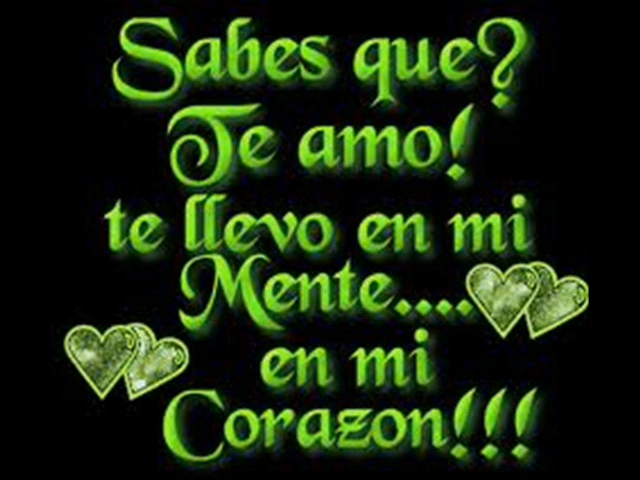 Sabes que?
Te amo!
te llevo en mi
Mente....
en mi
Corazon!!!